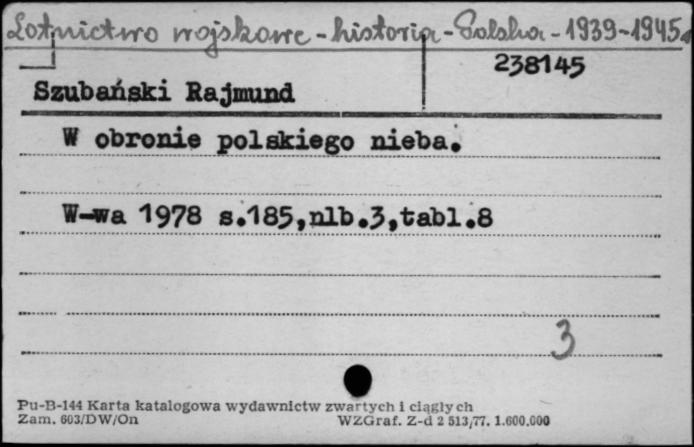 Lotnictwo wojskowe - historia - Polska - 1939-1945.
238145
Szubański Rajmund
W obronie polskiego nieba.
W-wa 1978 s.185,nlb.3,tabl.8
3
Pu-B-144 Karta katalogowa wydawnictw zwartych i ciągłych
Zam. 603/DW/On WZGraf. Z-d 2 513/77. 1.600.000